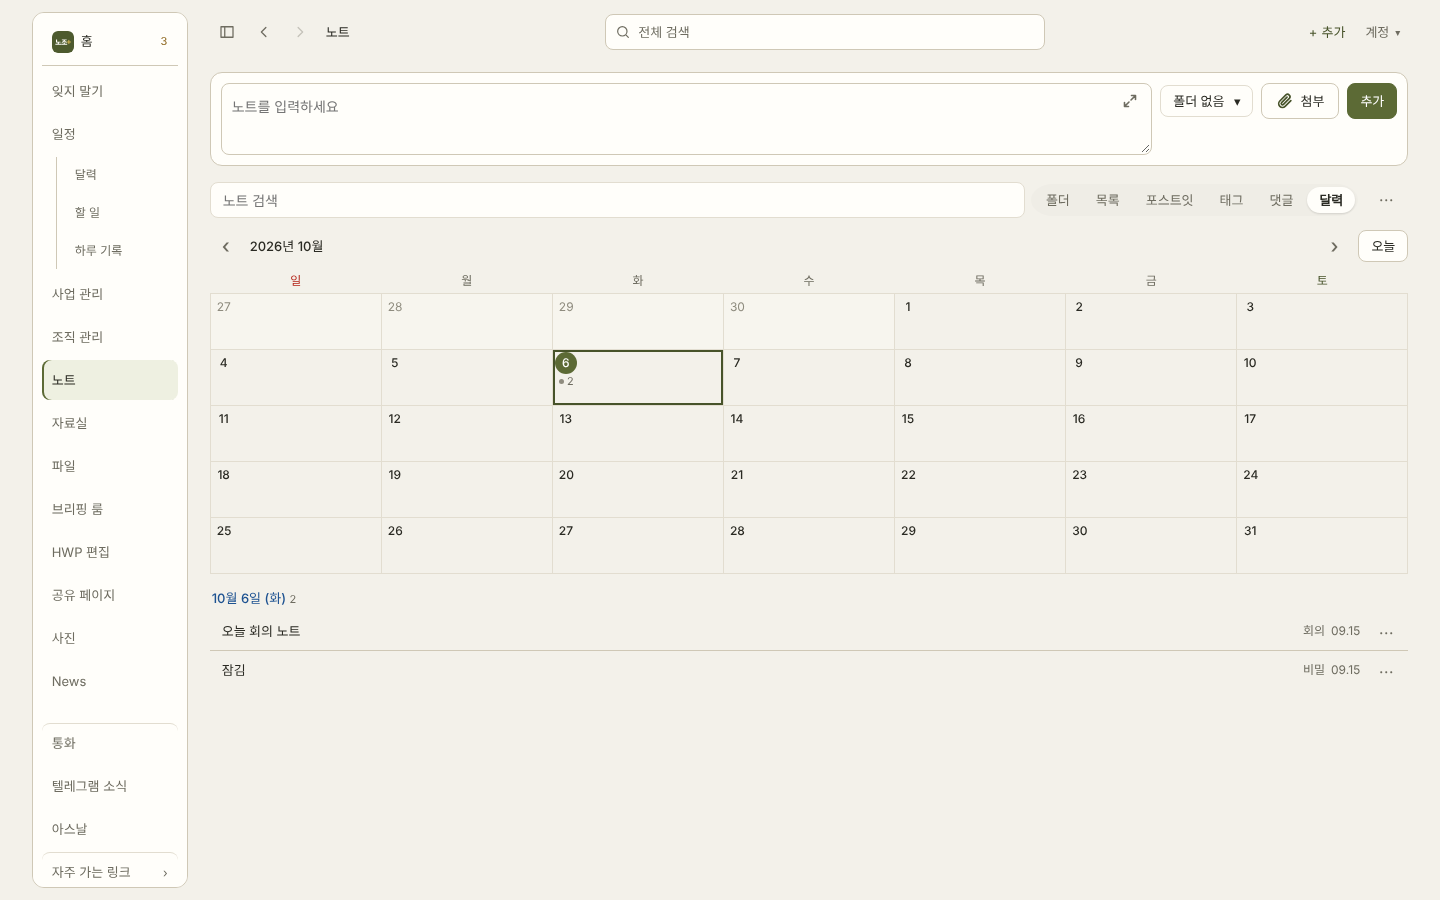 노조+ 홈 3
잊지 말기
일정
달력
할 일
하루 기록
사업 관리
조직 관리
노트
자료실
파일
브리핑 룸
HWP 편집
공유 페이지
사진
News
통화
텔레그램 소식
아스날
자주 가는 링크 ›
노트
전체 검색
+ 추가 계정 ▾
노트를 입력하세요
폴더 없음 ▾ 첨부 추가
노트 검색
폴더 목록 포스트잇 태그 댓글 달력 ···
‹ 2026년 10월 › 오늘
일 월 화 수 목 금 토
27 28 29 30 1 2 3
4 5 6 7 8 9 10
2
11 12 13 14 15 16 17
18 19 20 21 22 23 24
25 26 27 28 29 30 31
10월 6일 (화) 2
오늘 회의 노트 회의 09.15 ···
잠김 비밀 09.15 ···